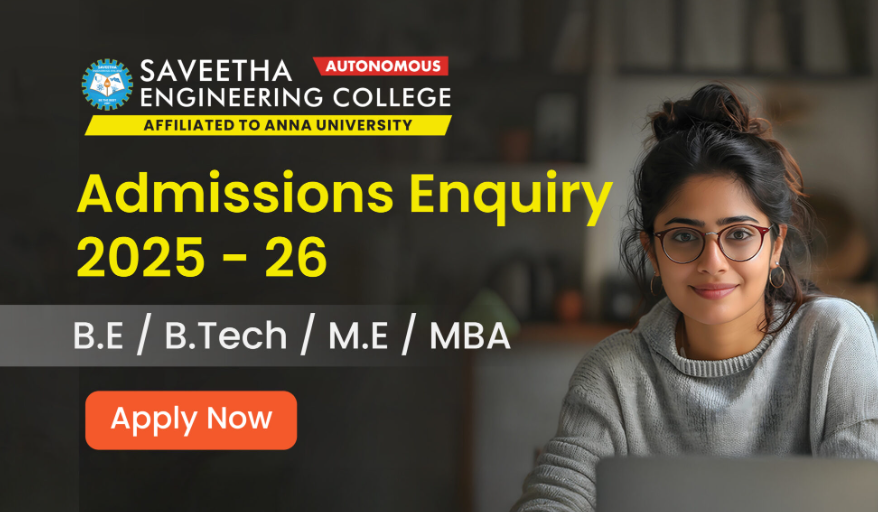 SAVEETHA AUTONOMOUS
ENGINEERING COLLEGE
AFFILIATED TO ANNA UNIVERSITY
Admissions Enquiry
2025 - 26
B.E / B.Tech / M.E / MBA
Apply Now